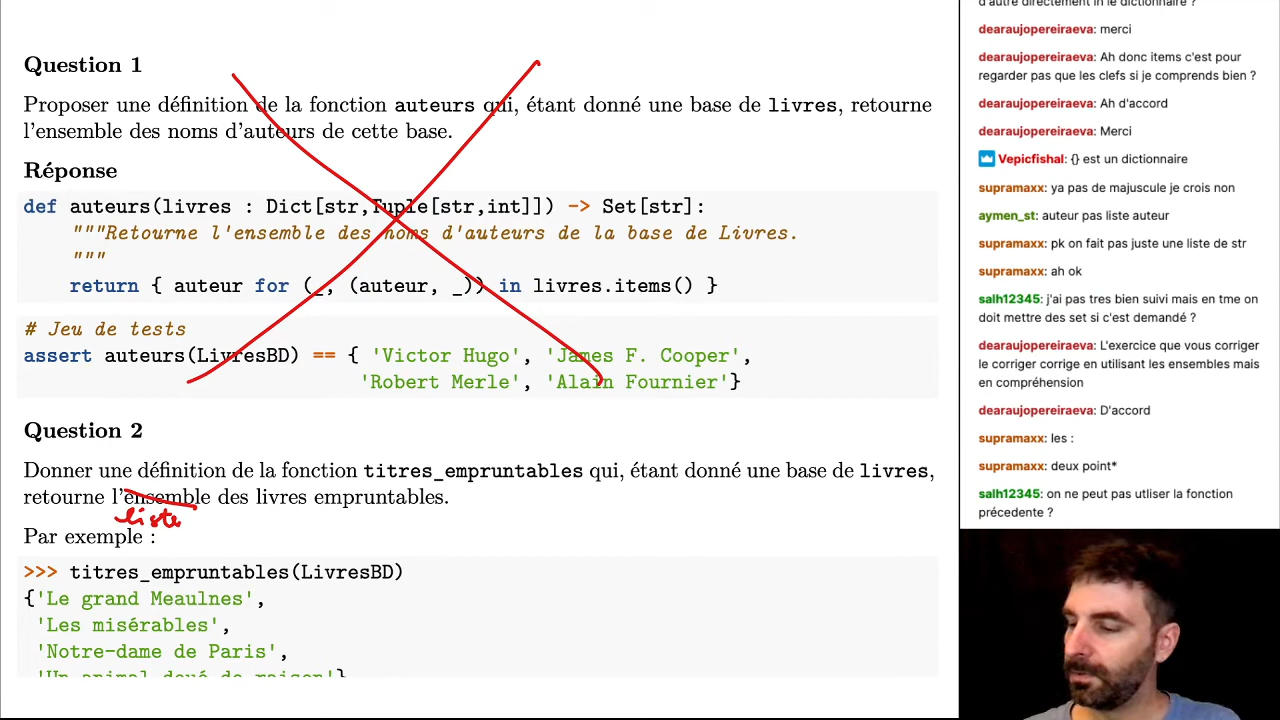 Question 1
Proposer une définition de la fonction auteurs qui, étant donné une base de livres, retourne
l'ensemble des noms d'auteurs de cette base.
Réponse
def auteurs(livres : Dict[str,Tuple[str,int]]) -> Set[str]:
"""Retourne l'ensemble des noms d'auteurs de la base de Livres.
"""
return { auteur for (_, (auteur, _)) in livres.items() }
# Jeu de tests
assert auteurs(LivresBD) == { 'Victor Hugo', 'James F. Cooper',
'Robert Merle', 'Alain Fournier'}
Question 2
Donner une définition de la fonction titres_empruntables qui, étant donné une base de livres,
retourne l'ensemble des livres empruntables.
liste
Par exemple :
>>> titres_empruntables(LivresBD)
{'Le grand Meaulnes',
'Les misérables',
'Notre-dame de Paris',
'Un animal doué de raison'}
d'autre directement in le dictionnaire ?
dearaujopereiraeva: merci
dearaujopereiraeva: Ah donc items c'est pour
regarder pas que les clefs si je comprends bien ?
dearaujopereiraeva: Ah d'accord
dearaujopereiraeva: Merci
Vepicfishal: {} est un dictionnaire
supramaxx: ya pas de majuscule je crois non
aymen_st: auteur pas liste auteur
supramaxx: pk on fait pas juste une liste de str
supramaxx: ah ok
salh12345: j'ai pas tres bien suivi mais en tme on
doit mettre des set si c'est demandé ?
dearaujopereiraeva: L'exercice que vous corriger
le corriger corrige en utilisant les ensembles mais
en compréhension
dearaujopereiraeva: D'accord
supramaxx: les :
supramaxx: deux point*
salh12345: on ne peut pas utliser la fonction
précedente ?